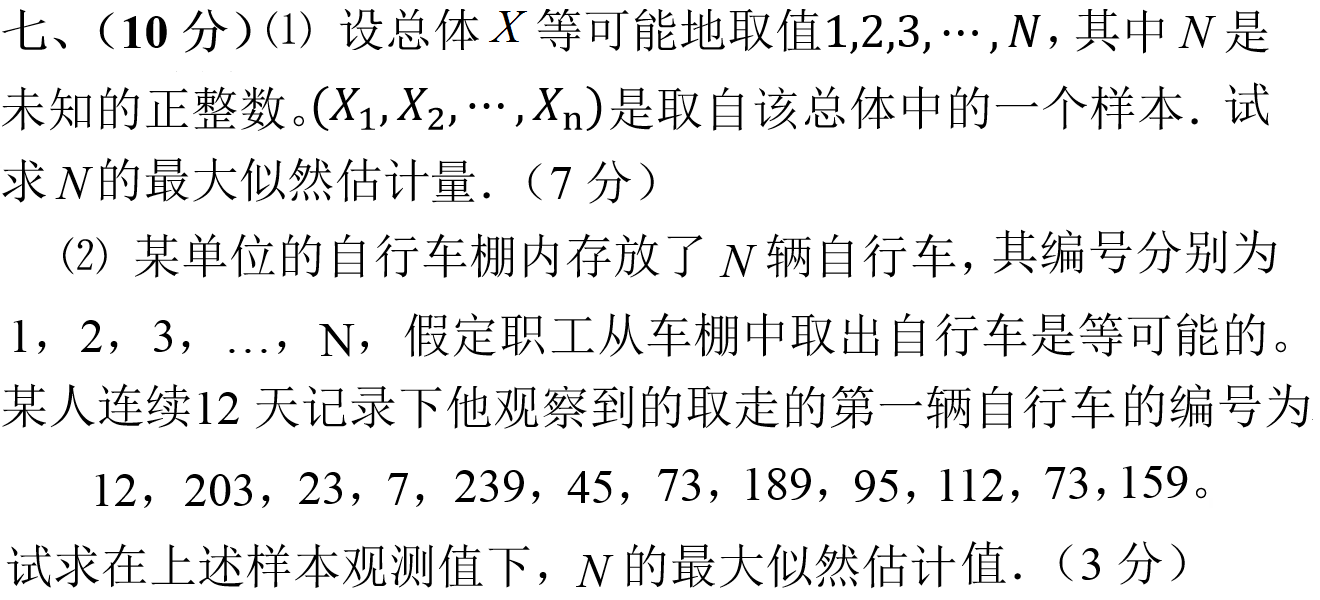 七、（10 分）⑴ 设总体 X 等可能地取值1,2,3,⋯,N，其中 N 是
未知的正整数。(X₁,X₂,⋯,Xₙ)是取自该总体中的一个样本．试
求 N 的最大似然估计量．（7 分）
⑵ 某单位的自行车棚内存放了 N 辆自行车，其编号分别为
1，2，3，…，N，假定职工从车棚中取出自行车是等可能的。
某人连续12 天记录下他观察到的取走的第一辆自行车的编号为
12，203，23，7，239，45，73，189，95，112，73，159。
试求在上述样本观测值下，N 的最大似然估计值．（3 分）